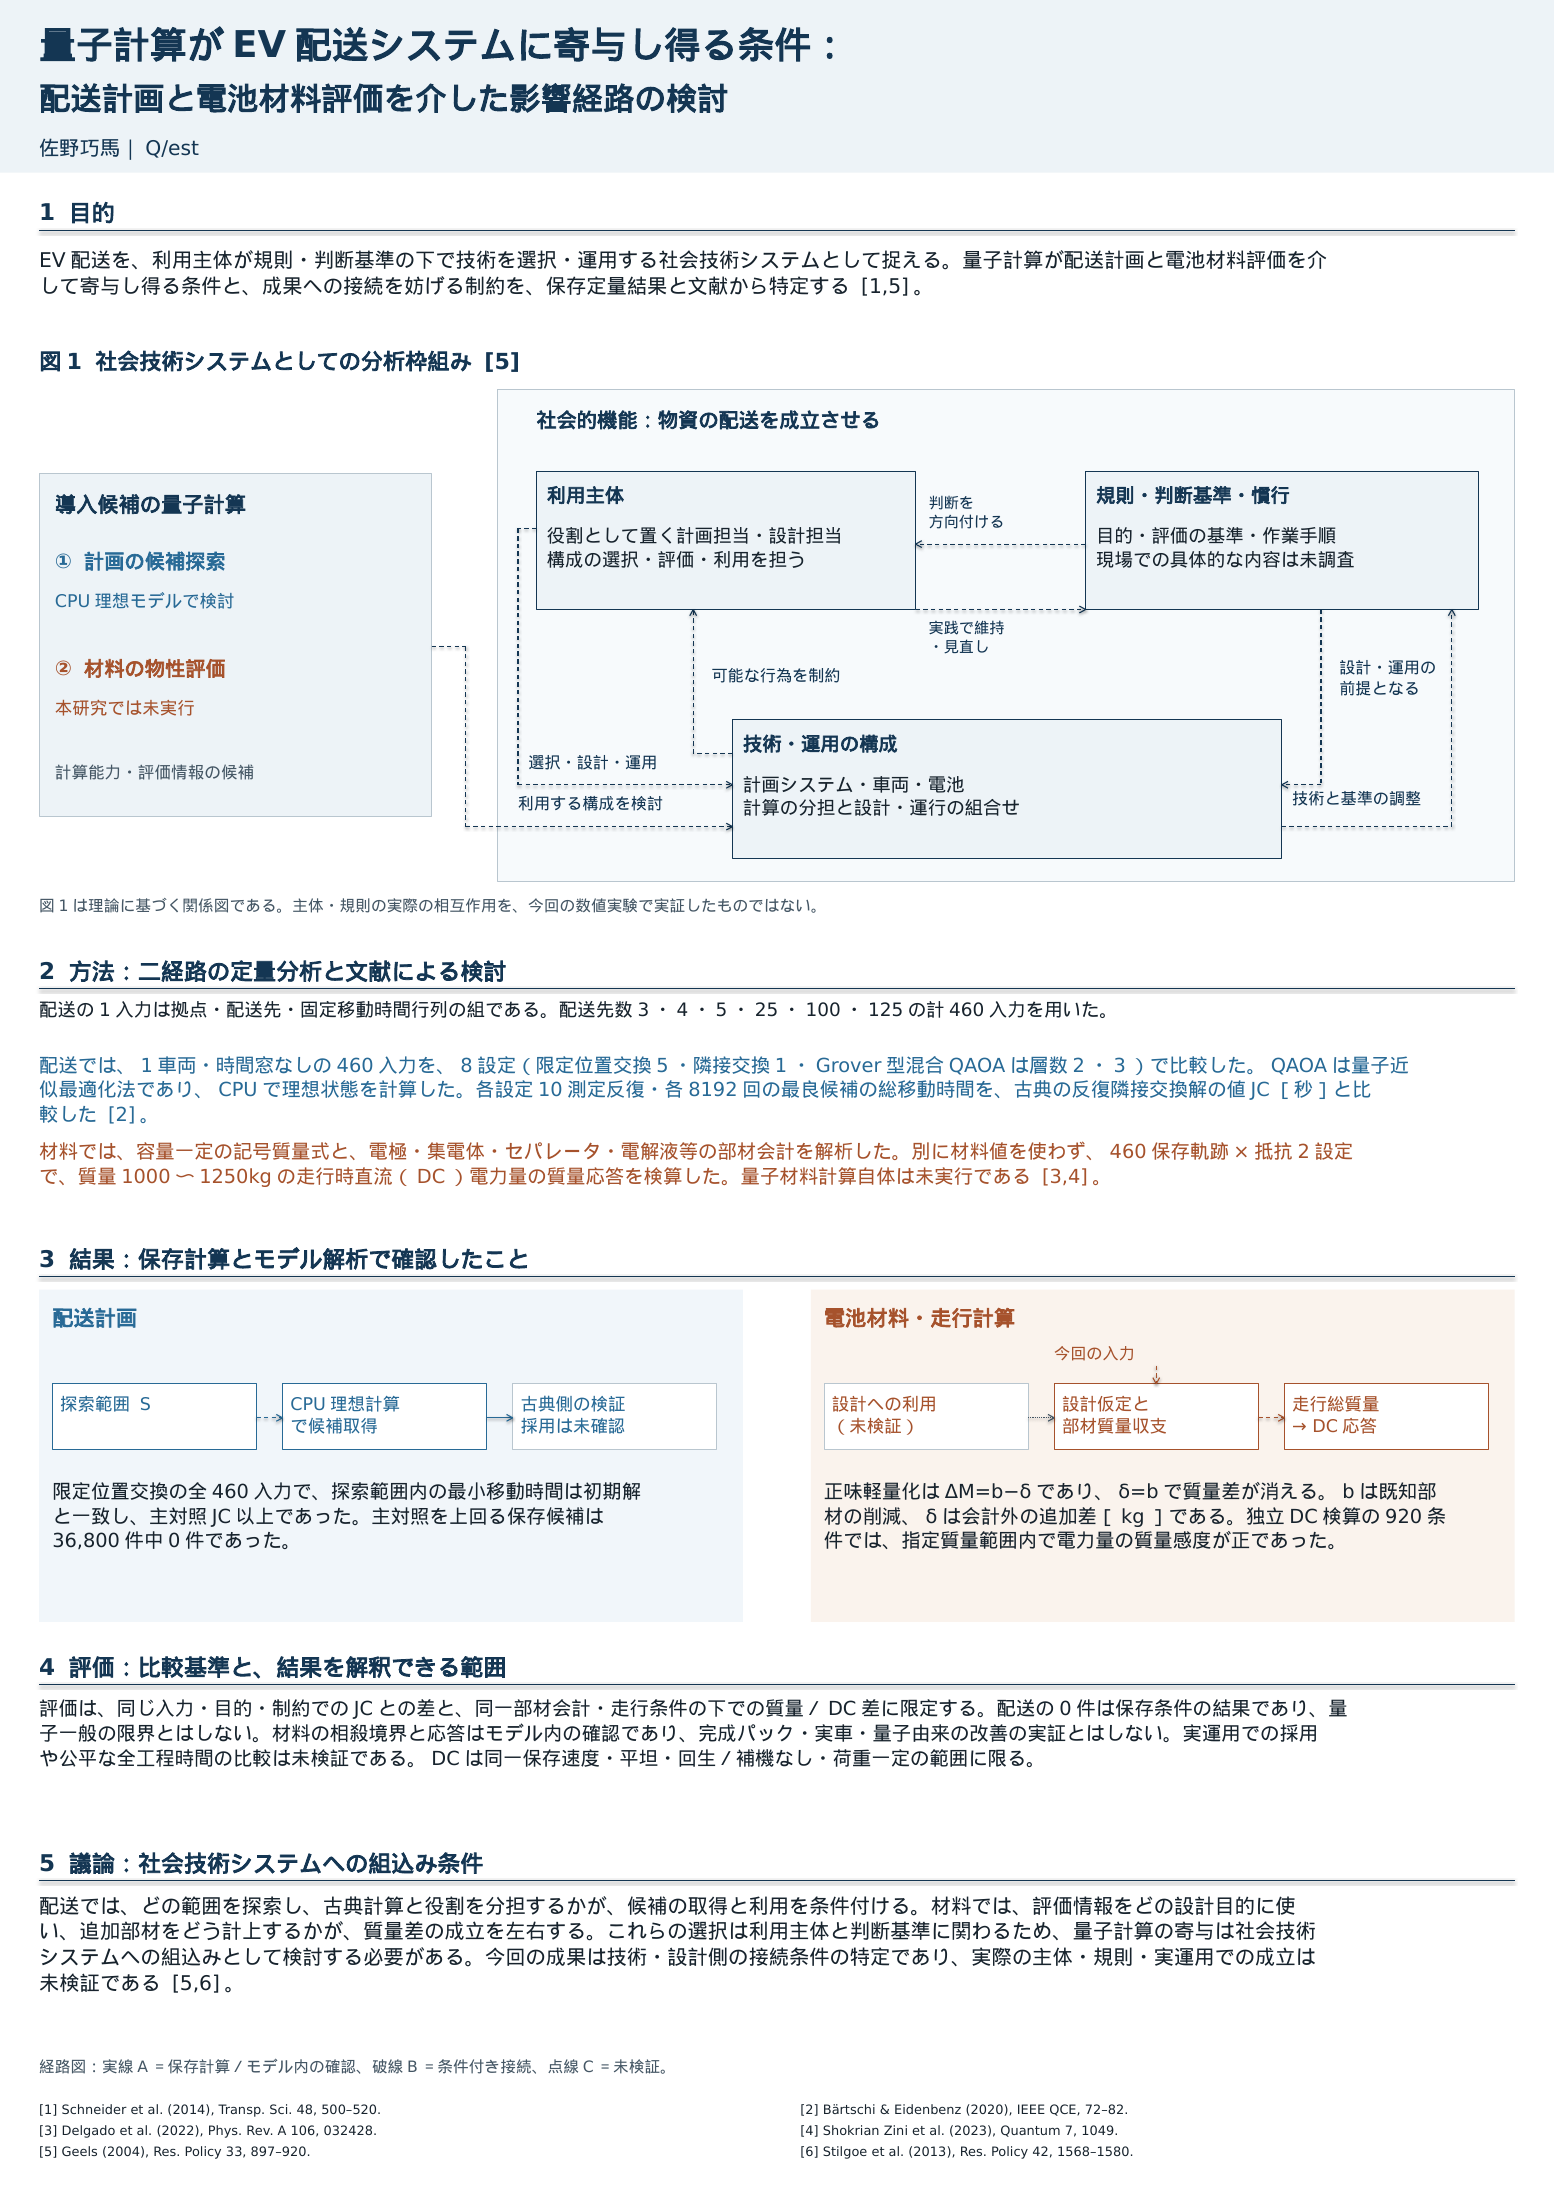 量子計算が EV 配送システムに寄与し得る条件：
配送計画と電池材料評価を介した影響経路の検討
佐野巧馬｜ Q/est
1 目的
EV 配送を、利用主体が規則・判断基準の下で技術を選択・運用する社会技術システムとして捉える。量子計算が配送計画と電池材料評価を介
して寄与し得る条件と、成果への接続を妨げる制約を、保存定量結果と文献から特定する [1,5] 。
図 1 社会技術システムとしての分析枠組み [5]
社会的機能：物資の配送を成立させる
導入候補の量子計算
① 計画の候補探索
CPU 理想モデルで検討
② 材料の物性評価
本研究では未実行
計算能力・評価情報の候補
利用主体
役割として置く計画担当・設計担当
構成の選択・評価・利用を担う
判断を
方向付ける
規則・判断基準・慣行
目的・評価の基準・作業手順
現場での具体的な内容は未調査
実践で維持
・見直し
可能な行為を制約
設計・運用の
前提となる
選択・設計・運用
利用する構成を検討
技術・運用の構成
計画システム・車両・電池
計算の分担と設計・運行の組合せ
技術と基準の調整
図 1 は理論に基づく関係図である。主体・規則の実際の相互作用を、今回の数値実験で実証したものではない。
2 方法：二経路の定量分析と文献による検討
配送の 1 入力は拠点・配送先・固定移動時間行列の組である。配送先数 3 ・ 4 ・ 5 ・ 25 ・ 100 ・ 125 の計 460 入力を用いた。
配送では、 1 車両・時間窓なしの 460 入力を、 8 設定（限定位置交換 5 ・隣接交換 1 ・ Grover 型混合 QAOA は層数 2 ・ 3 ）で比較した。 QAOA は量子近
似最適化法であり、 CPU で理想状態を計算した。各設定 10 測定反復・各 8192 回の最良候補の総移動時間を、古典の反復隣接交換解の値 JC ［ 秒 ］ と比
較した [2] 。
材料では、容量一定の記号質量式と、電極・集電体・セパレータ・電解液等の部材会計を解析した。別に材料値を使わず、 460 保存軌跡 × 抵抗 2 設定
で、質量 1000 〜 1250kg の走行時直流（ DC ）電力量の質量応答を検算した。量子材料計算自体は未実行である [3,4] 。
3 結果：保存計算とモデル解析で確認したこと
配送計画
探索範囲 S
CPU 理想計算
で候補取得
古典側の検証
採用は未確認
限定位置交換の全 460 入力で、探索範囲内の最小移動時間は初期解
と一致し、主対照 JC 以上であった。主対照を上回る保存候補は
36,800 件中 0 件であった。
電池材料・走行計算
今回の入力
設計への利用
（未検証）
設計仮定と
部材質量収支
走行総質量
→ DC 応答
正味軽量化は ΔM=b−δ であり、 δ=b で質量差が消える。 b は既知部
材の削減、 δ は会計外の追加差［ kg ］である。独立 DC 検算の 920 条
件では、指定質量範囲内で電力量の質量感度が正であった。
4 評価：比較基準と、結果を解釈できる範囲
評価は、同じ入力・目的・制約での JC との差と、同一部材会計・走行条件の下での質量 / DC 差に限定する。配送の 0 件は保存条件の結果であり、量
子一般の限界とはしない。材料の相殺境界と応答はモデル内の確認であり、完成パック・実車・量子由来の改善の実証とはしない。実運用での採用
や公平な全工程時間の比較は未検証である。 DC は同一保存速度・平坦・回生 / 補機なし・荷重一定の範囲に限る。
5 議論：社会技術システムへの組込み条件
配送では、どの範囲を探索し、古典計算と役割を分担するかが、候補の取得と利用を条件付ける。材料では、評価情報をどの設計目的に使
い、追加部材をどう計上するかが、質量差の成立を左右する。これらの選択は利用主体と判断基準に関わるため、量子計算の寄与は社会技術
システムへの組込みとして検討する必要がある。今回の成果は技術・設計側の接続条件の特定であり、実際の主体・規則・実運用での成立は
未検証である [5,6] 。
経路図：実線 A ＝保存計算 / モデル内の確認、破線 B ＝条件付き接続、点線 C ＝未検証。
[1] Schneider et al. (2014), Transp. Sci. 48, 500–520.
[2] Bärtschi & Eidenbenz (2020), IEEE QCE, 72–82.
[3] Delgado et al. (2022), Phys. Rev. A 106, 032428.
[4] Shokrian Zini et al. (2023), Quantum 7, 1049.
[5] Geels (2004), Res. Policy 33, 897–920.
[6] Stilgoe et al. (2013), Res. Policy 42, 1568–1580.